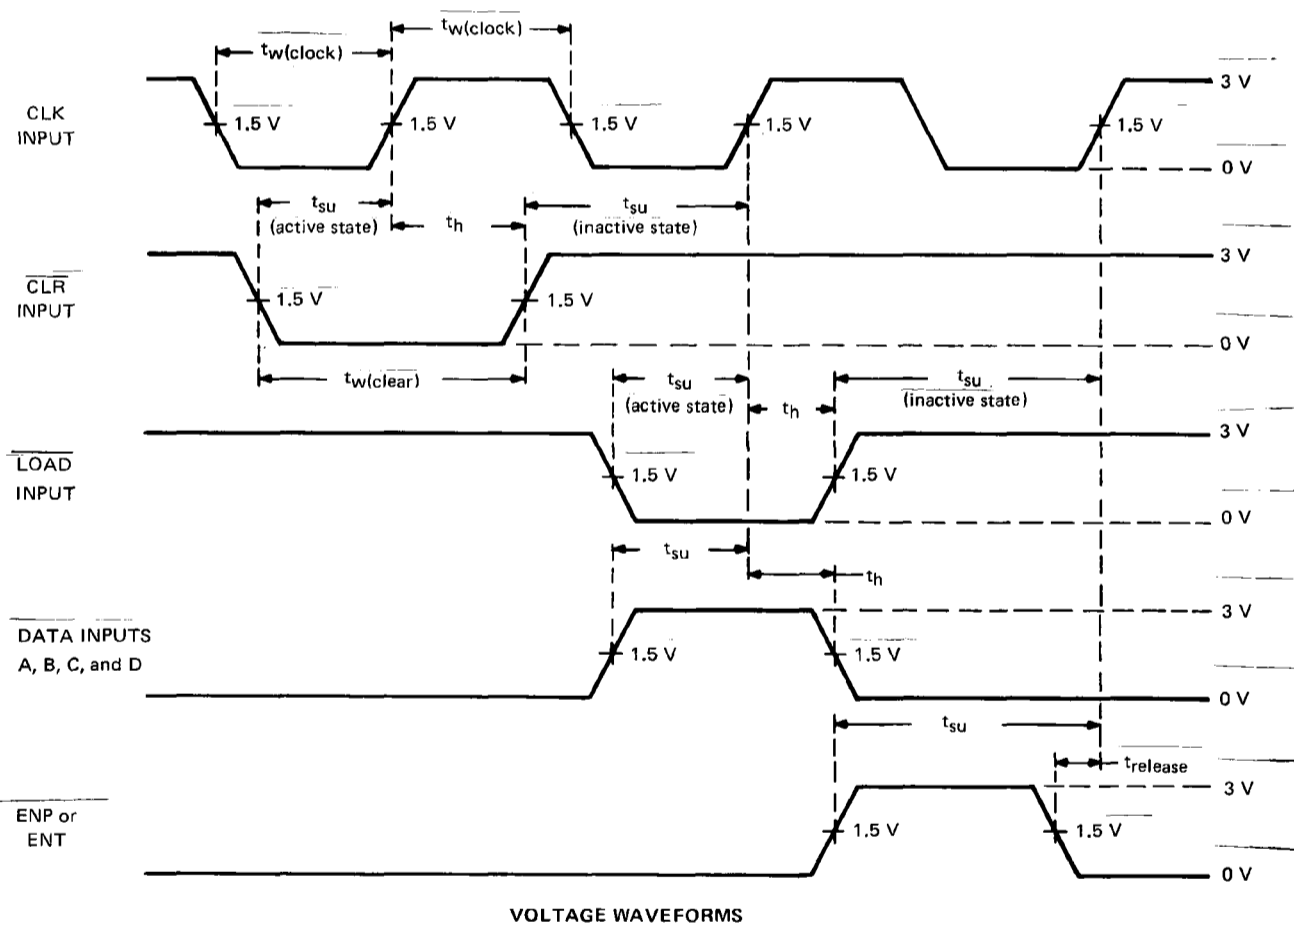 tw(clock)
tw(clock)
CLK
INPUT
1.5 V
1.5 V
1.5 V
1.5 V
1.5 V
3 V
0 V
tsu
(active state)
th
tsu
(inactive state)
CLR
INPUT
1.5 V
1.5 V
3 V
0 V
tw(clear)
tsu
(active state)
th
tsu
(inactive state)
LOAD
INPUT
1.5 V
1.5 V
3 V
0 V
tsu
th
DATA INPUTS
A, B, C, and D
1.5 V
1.5 V
3 V
0 V
tsu
trelease
ENP or
ENT
1.5 V
1.5 V
3 V
0 V
VOLTAGE WAVEFORMS